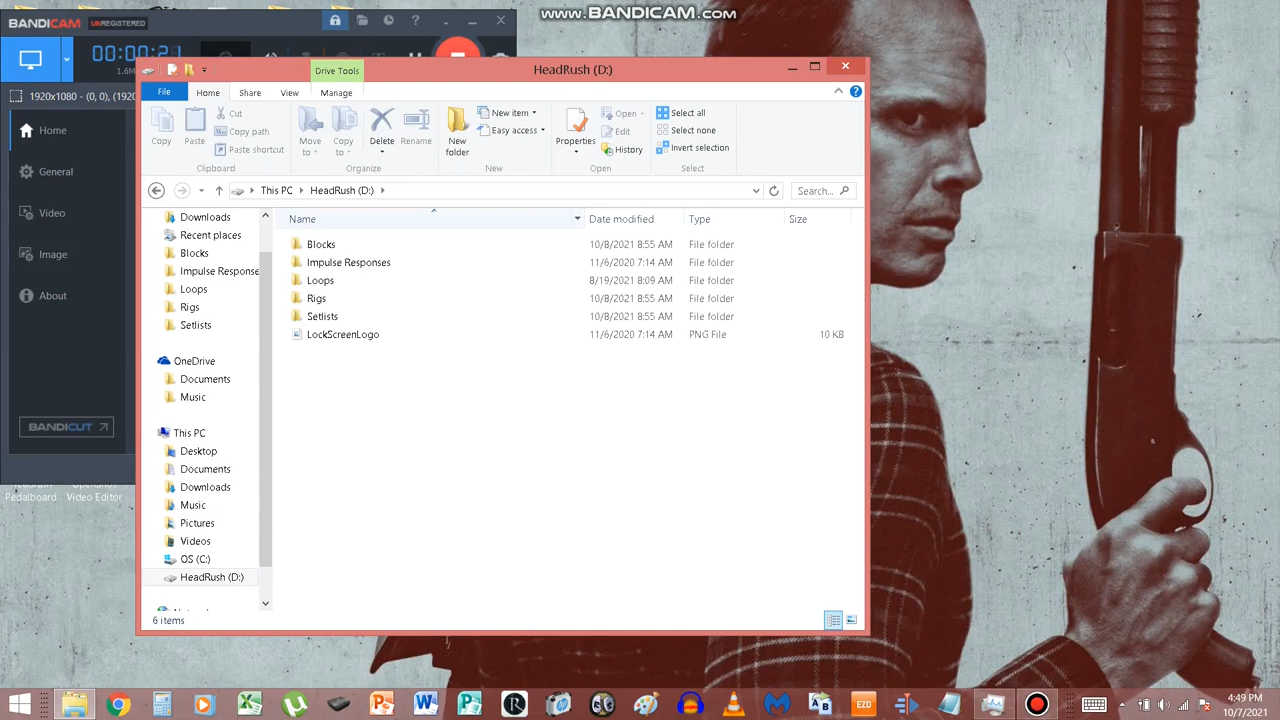 www.BANDICAM.com
BANDICAM UNREGISTERED
00:00:21
1.6M
1920x1080 - (0, 0), (1920
Home
General
Video
Image
About
BANDICUT
Pedalboard
Video Editor
Drive Tools
HeadRush (D:)
File Home Share View Manage
Copy
Paste
Cut
Copy path
Paste shortcut
Clipboard
Move to
Copy to
Delete
Rename
Organize
New folder
New item
Easy access
New
Properties
Open
Edit
History
Open
Select all
Select none
Invert selection
Select
This PC HeadRush (D:)
Search...
Downloads
Recent places
Blocks
Impulse Response
Loops
Rigs
Setlists
OneDrive
Documents
Music
This PC
Desktop
Documents
Downloads
Music
Pictures
Videos
OS (C:)
HeadRush (D:)
Name Date modified Type Size
Blocks 10/8/2021 8:55 AM File folder
Impulse Responses 11/6/2020 7:14 AM File folder
Loops 8/19/2021 8:09 AM File folder
Rigs 10/8/2021 8:55 AM File folder
Setlists 10/8/2021 8:55 AM File folder
LockScreenLogo 11/6/2020 7:14 AM PNG File 10 KB
6 items
EZD
4:49 PM
10/7/2021